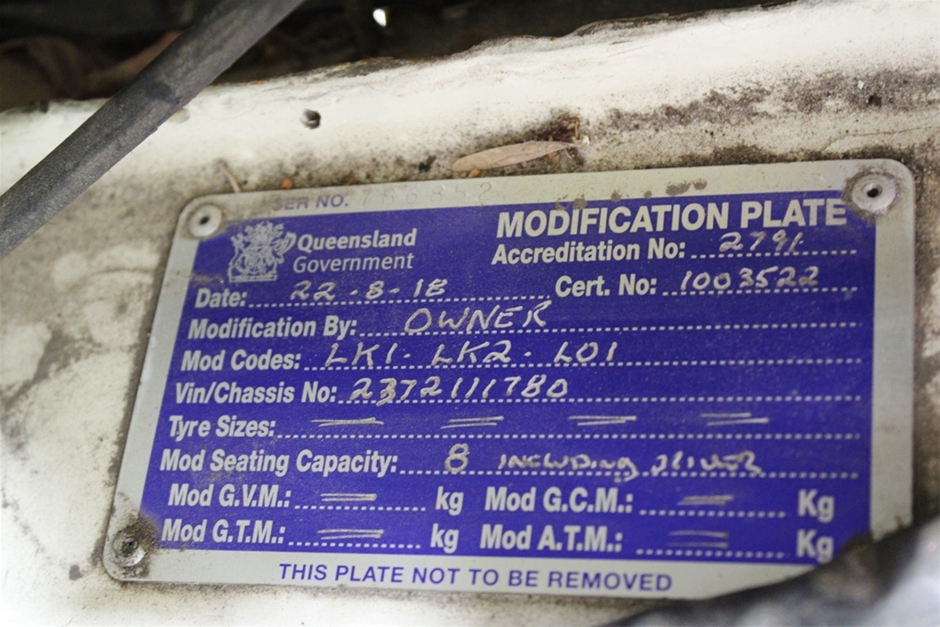 SER NO. 786852
MODIFICATION PLATE
Queensland
Government
Accreditation No: 2791
Date: 22-8-18 Cert. No: 1003522
Modification By: OWNER
Mod Codes: LK1- LK2- LO1
Vin/Chassis No: 2372111780
Tyre Sizes:
Mod Seating Capacity: 8 INCLUDING DRIVER
Mod G.V.M.: kg Mod G.C.M.: Kg
Mod G.T.M.: kg Mod A.T.M.: Kg
THIS PLATE NOT TO BE REMOVED